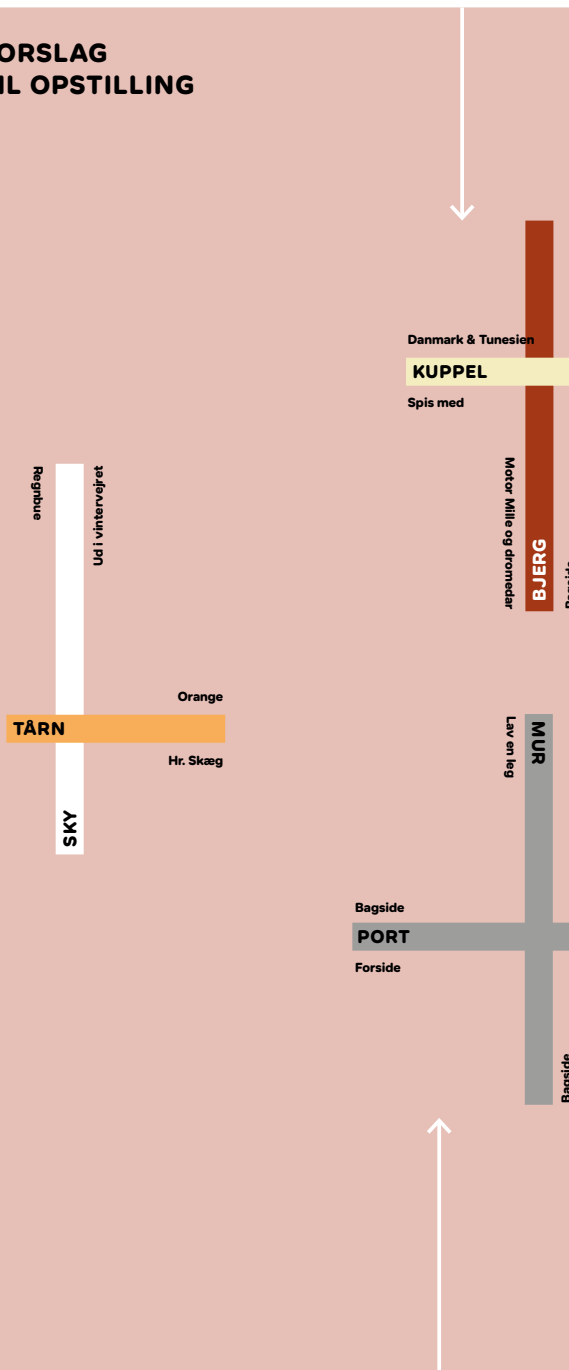 ORSLAG
IL OPSTILLING
Danmark & Tunesien
KUPPEL
Spis med
Regnbue
Ud i vintervejret
Motor Mille og dromedar
BJERG
Orange
TÅRN
Hr. Skæg
SKY
Lav en leg
MUR
Bagside
PORT
Forside
Bagside